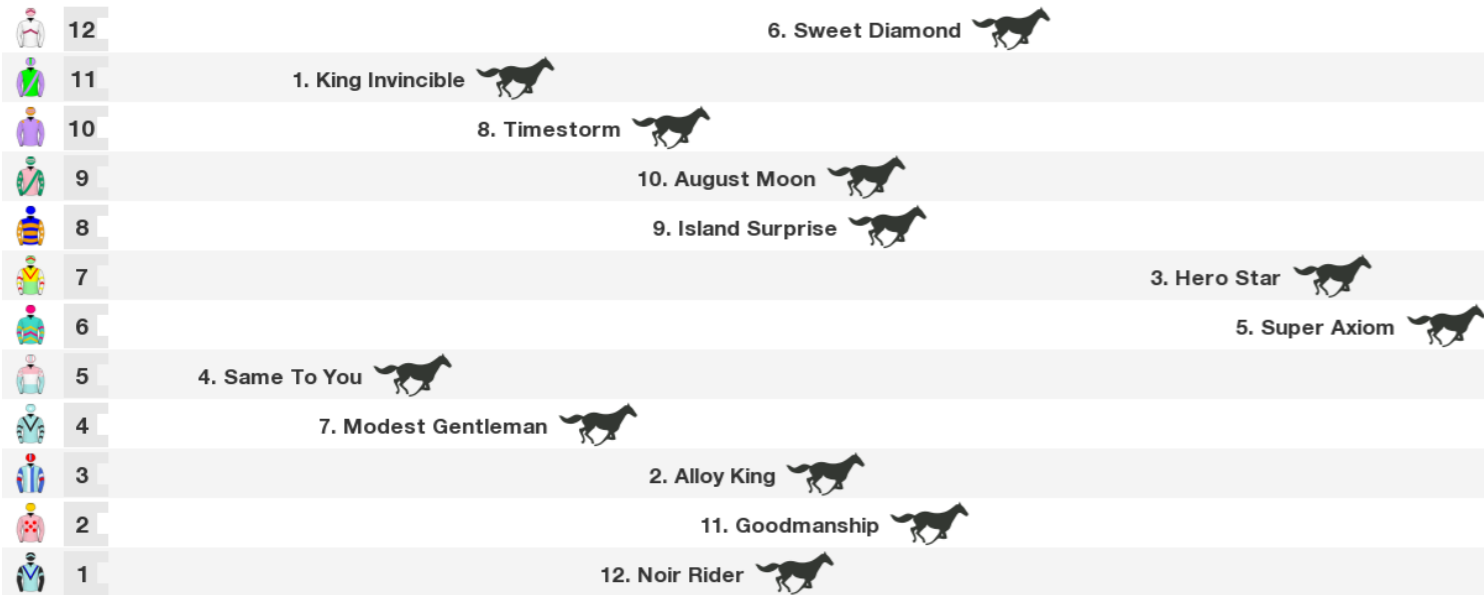 12 6. Sweet Diamond
11 1. King Invincible
10 8. Timestorm
9 10. August Moon
8 9. Island Surprise
7 3. Hero Star
6 5. Super Axiom
5 4. Same To You
4 7. Modest Gentleman
3 2. Alloy King
2 11. Goodmanship
1 12. Noir Rider